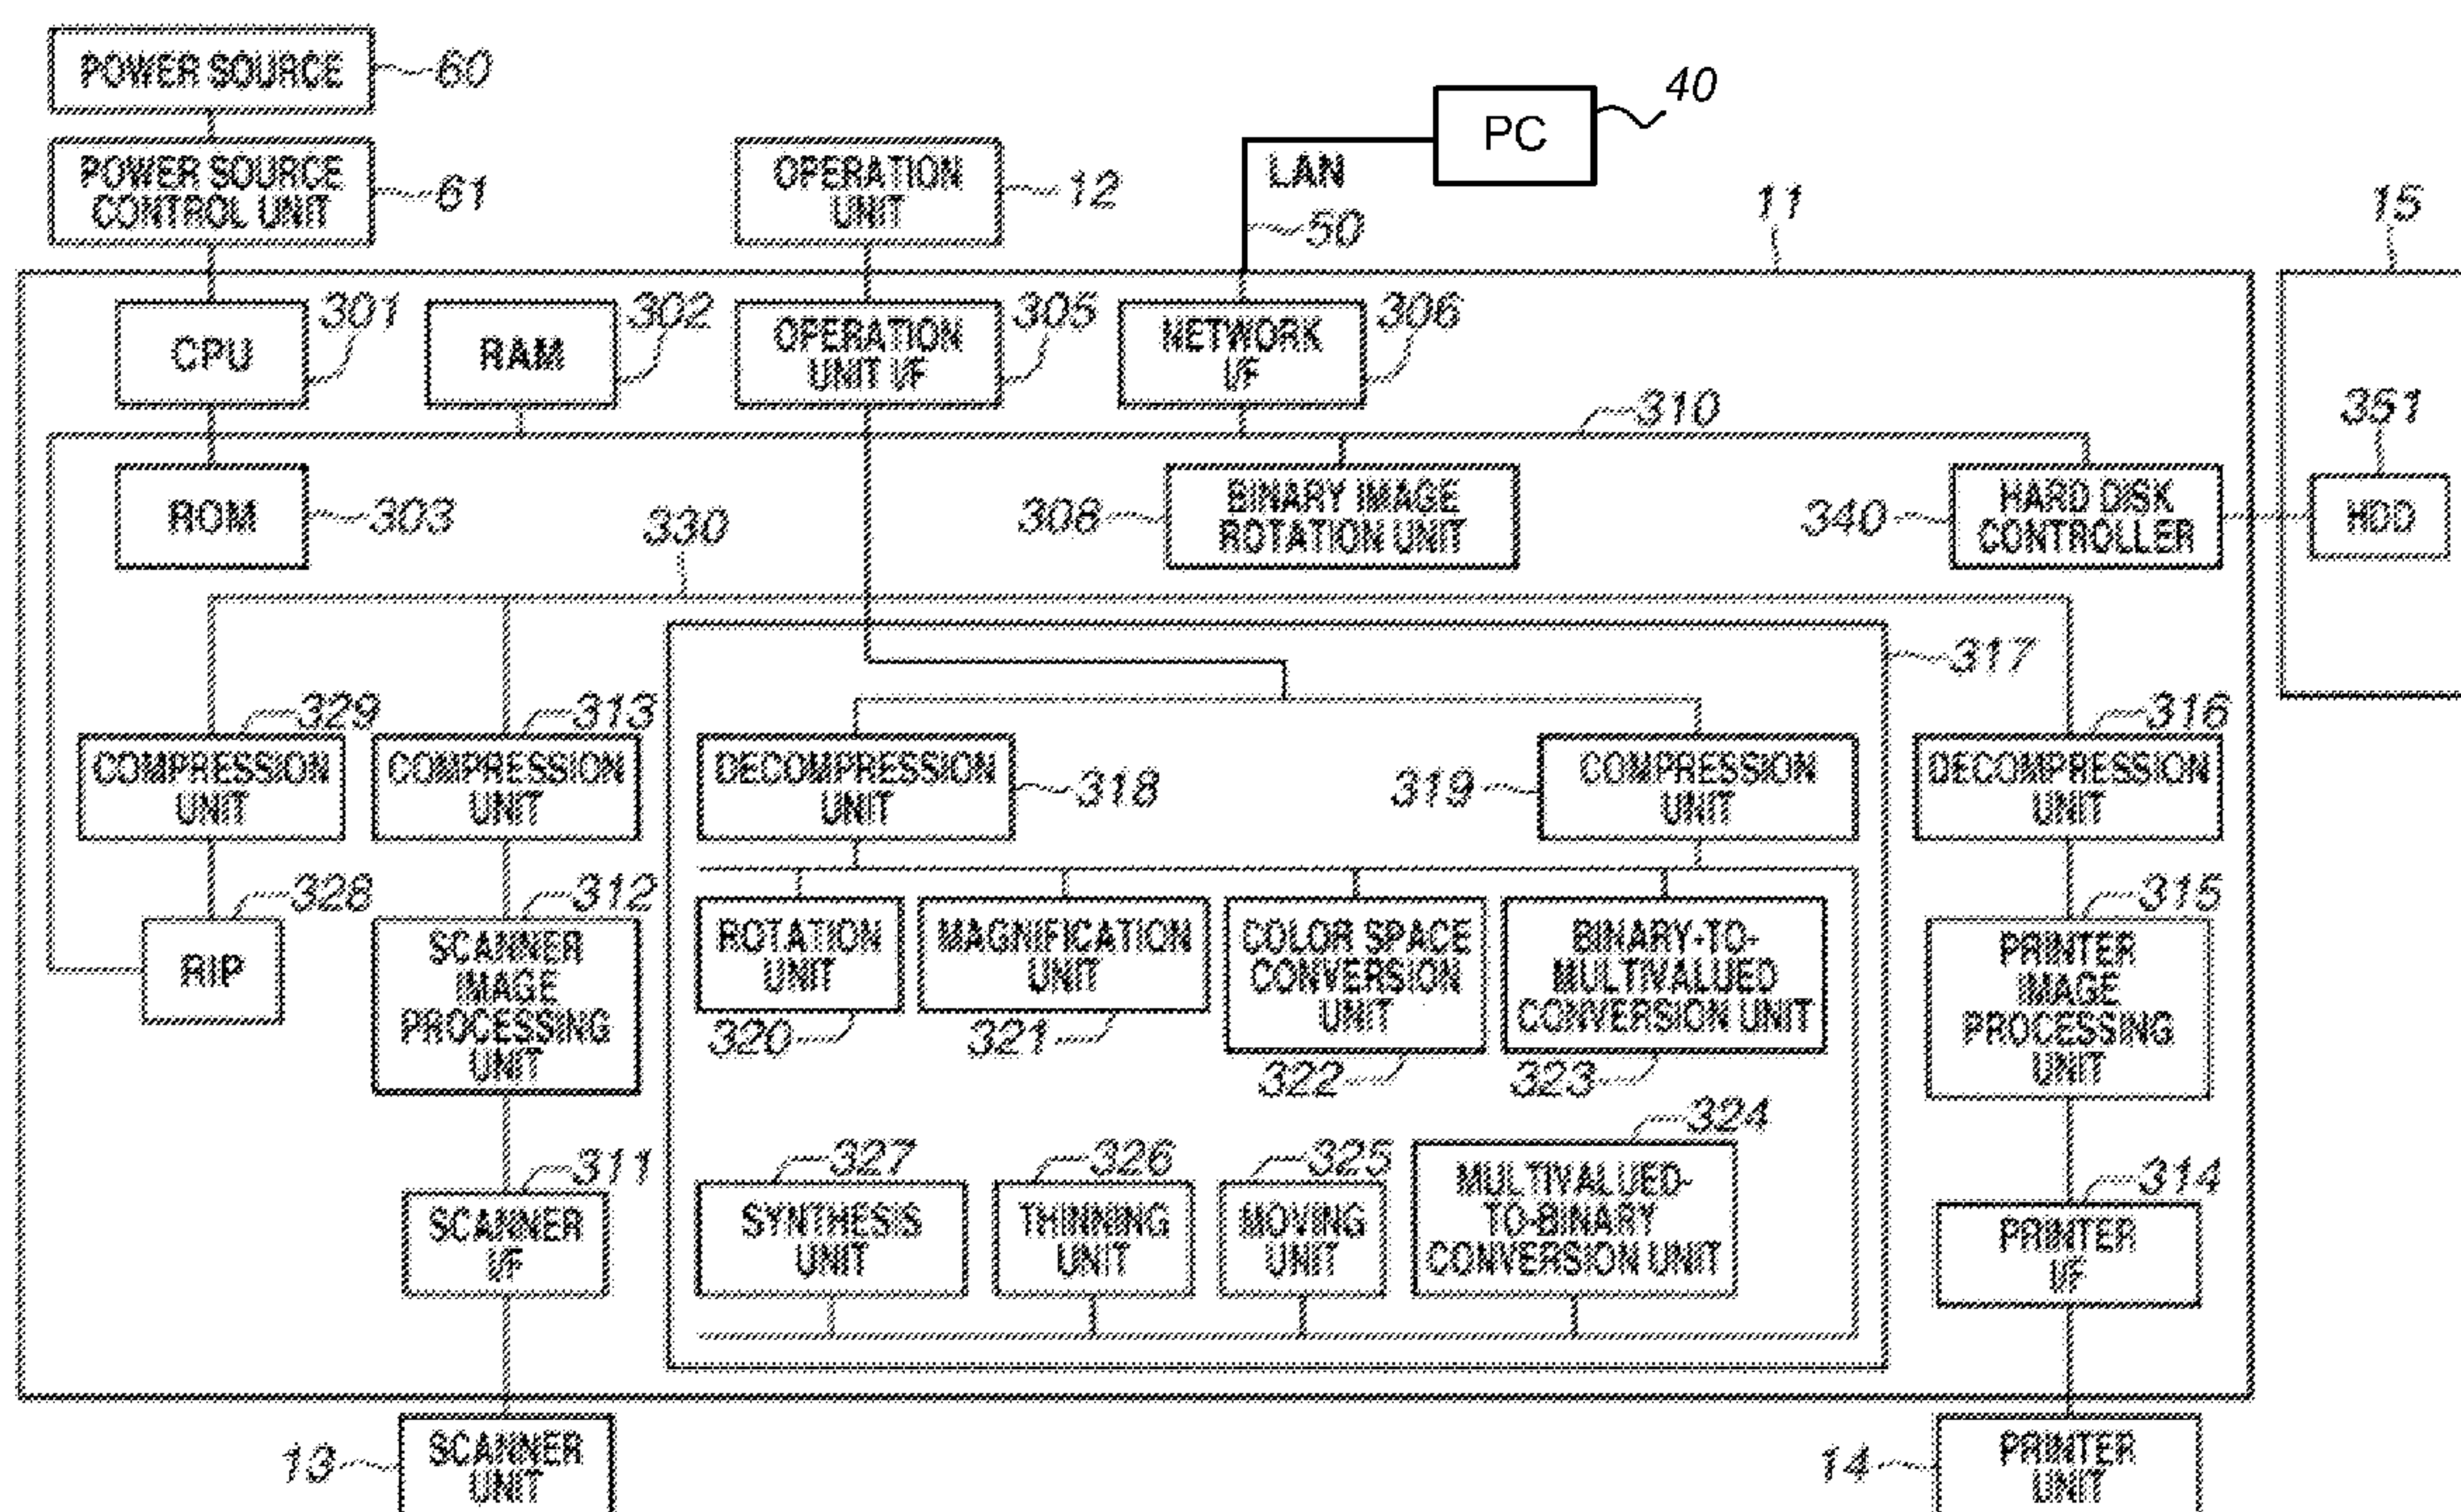 POWER SOURCE
60
POWER SOURCE
CONTROL UNIT
61
OPERATION
UNIT
12
LAN
50
PC
40
11
15
CPU
301
RAM
302
OPERATION
UNIT I/F
305
NETWORK
I/F
306
310
351
ROM
303
330
308
BINARY IMAGE
ROTATION UNIT
340
HARD DISK
CONTROLLER
HDD
317
329
COMPRESSION
UNIT
313
COMPRESSION
UNIT
DECOMPRESSION
UNIT
318
319
COMPRESSION
UNIT
316
DECOMPRESSION
UNIT
328
RIP
312
SCANNER
IMAGE
PROCESSING
UNIT
ROTATION
UNIT
320
MAGNIFICATION
UNIT
321
COLOR SPACE
CONVERSION
UNIT
322
BINARY-TO-
MULTIVALUED
CONVERSION UNIT
323
315
PRINTER
IMAGE
PROCESSING
UNIT
311
SCANNER
I/F
327
SYNTHESIS
UNIT
326
THINNING
UNIT
325
MOVING
UNIT
324
MULTIVALUED-
TO-BINARY
CONVERSION UNIT
314
PRINTER
I/F
13
SCANNER
UNIT
14
PRINTER
UNIT